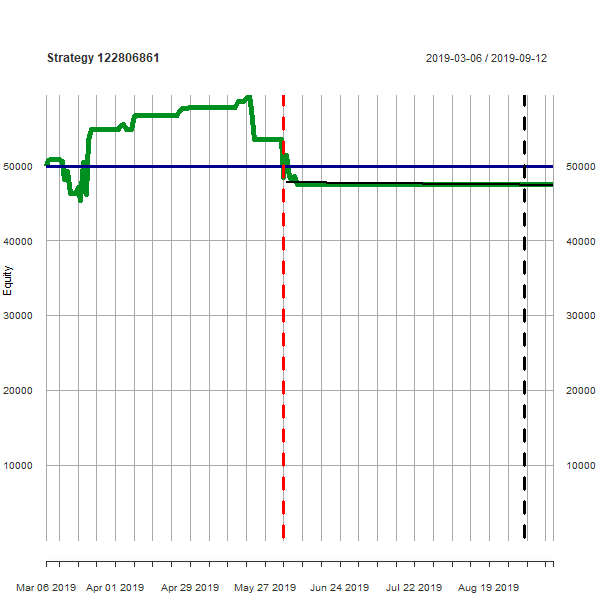 Strategy 122806861
2019-03-06 / 2019-09-12
50000
50000
40000
40000
Equity
30000
30000
20000
20000
10000
10000
Mar 06 2019
Apr 01 2019
Apr 29 2019
May 27 2019
Jun 24 2019
Jul 22 2019
Aug 19 2019